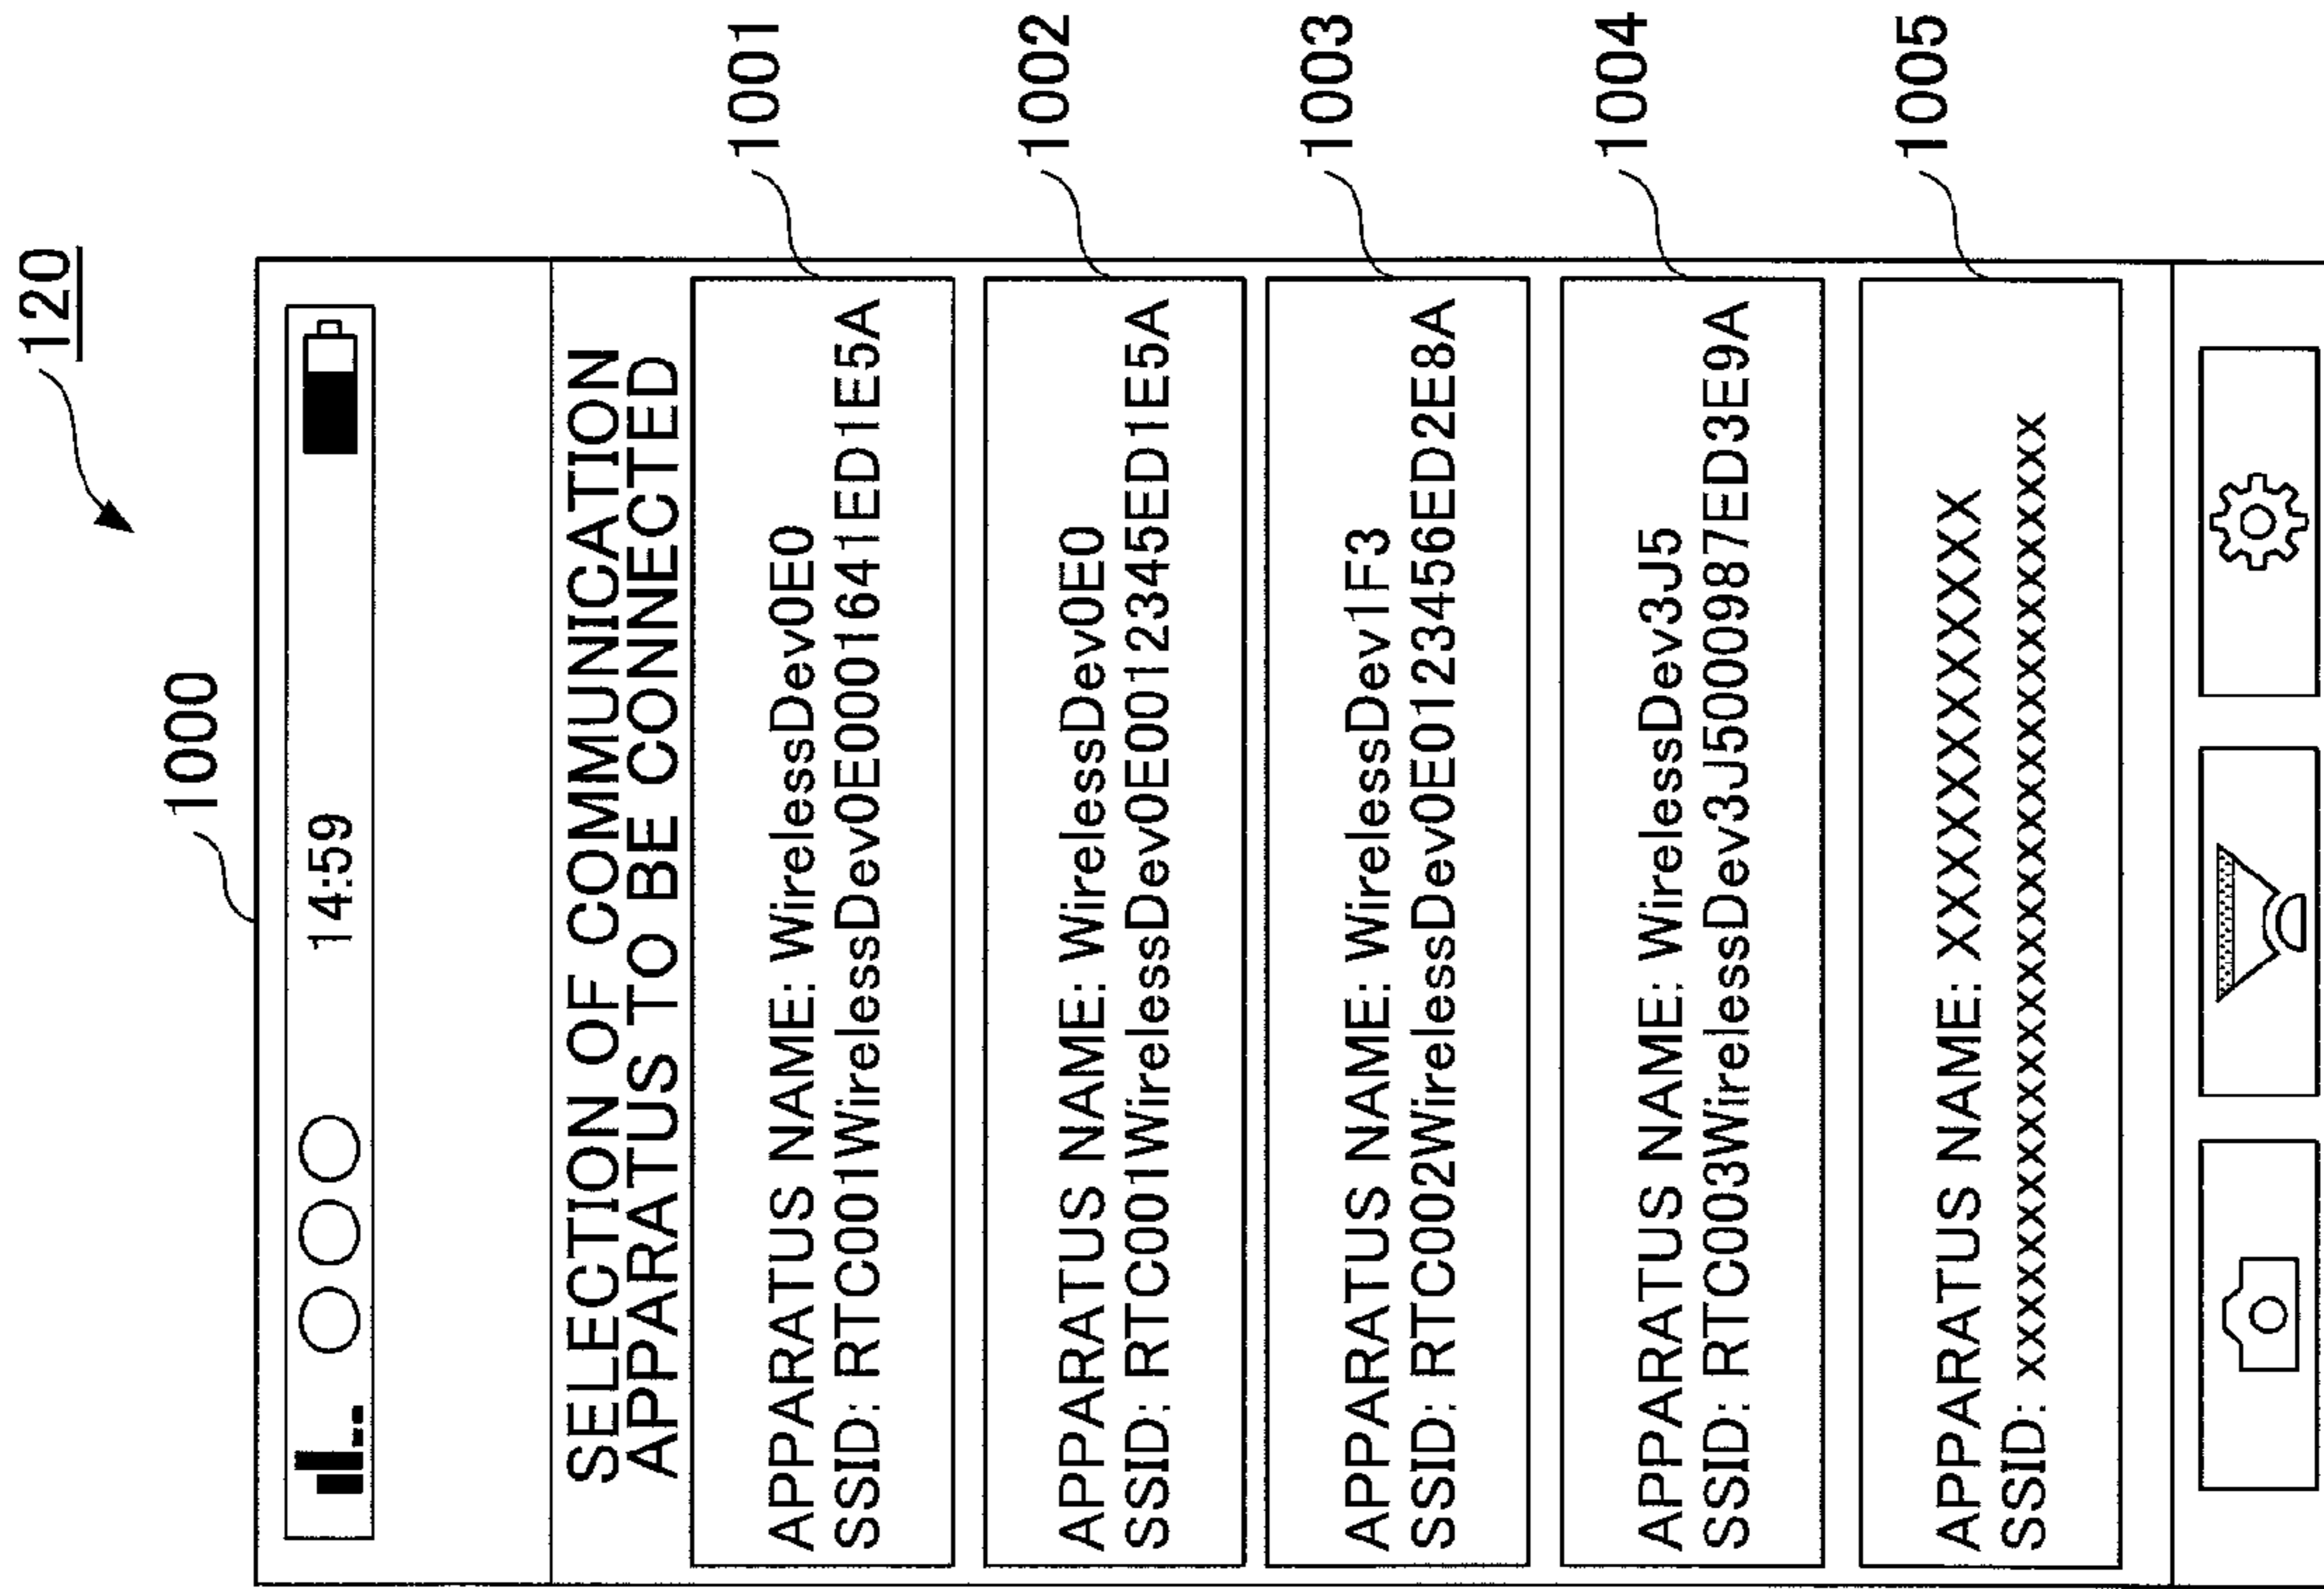 120
1000
14:59
SELECTION OF COMMUNICATION
APPARATUS TO BE CONNECTED
APPARATUS NAME: WirelessDev0E0
SSID: RTC001WirelessDev0E0001641ED1E5A
1001
APPARATUS NAME: WirelessDev0E0
SSID: RTC001WirelessDev0E0012345ED1E5A
1002
APPARATUS NAME: WirelessDev1F3
SSID: RTC002WirelessDev0E0123456ED2E8A
1003
APPARATUS NAME: WirelessDev3J5
SSID: RTC003WirelessDev3J5000987ED3E9A
1004
APPARATUS NAME: XXXXXXXXXXXXXX
SSID: xxxxxxxxxxxxxxxxxxxxxxxxxxxxxxxx
1005